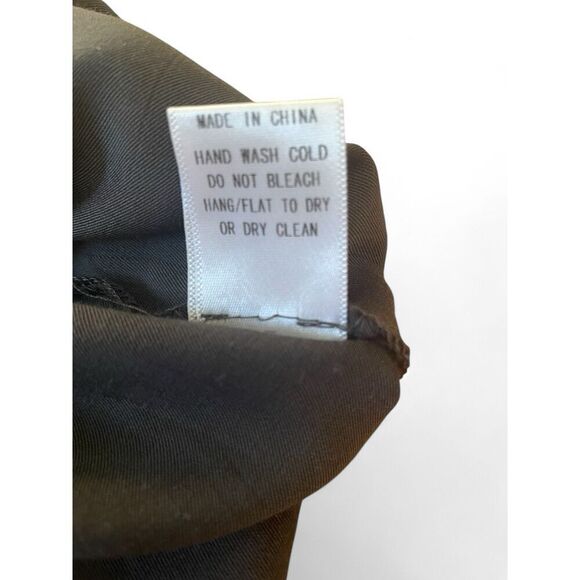 MADE IN CHINA
HAND WASH COLD
DO NOT BLEACH
HANG/FLAT TO DRY
OR DRY CLEAN